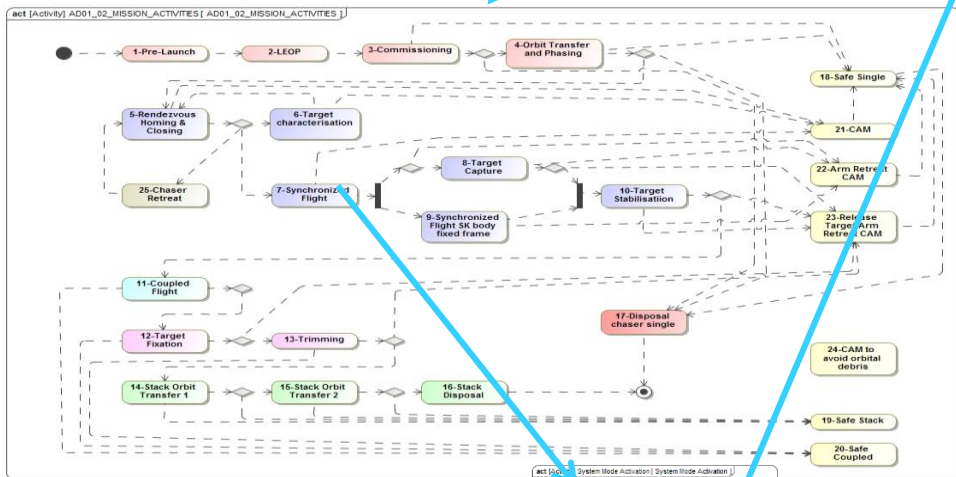 act [Activity] AD01_02_MISSION_ACTIVITIES [ AD01_02_MISSION_ACTIVITIES ]
1-Pre-Launch
2-LEOP
3-Commissioning
4-Orbit Transfer
and Phasing
18-Safe Single
5-Rendezvous
Homing &
Closing
6-Target
characterisation
21-CAM
8-Target
Capture
22-Arm Retreat
CAM
25-Chaser
Retreat
7-Synchronized
Flight
10-Target
Stabilisatiion
9-Synchronized
Flight SK body
fixed frame
23-Release
Target Arm
Retreat CAM
11-Coupled
Flight
17-Disposal
chaser single
12-Target
Fixation
13-Trimming
24-CAM to
avoid orbital
debris
14-Stack Orbit
Transfer 1
15-Stack Orbit
Transfer 2
16-Stack
Disposal
19-Safe Stack
20-Safe
Coupled
act System Mode Activation [ System Mode Activation ]